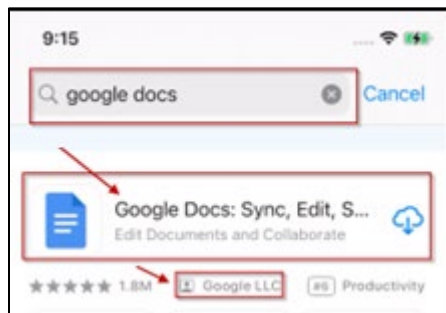 9:15
google docs Cancel
Google Docs: Sync, Edit, S...
Edit Documents and Collaborate
1.8M Google LLC #6 Productivity